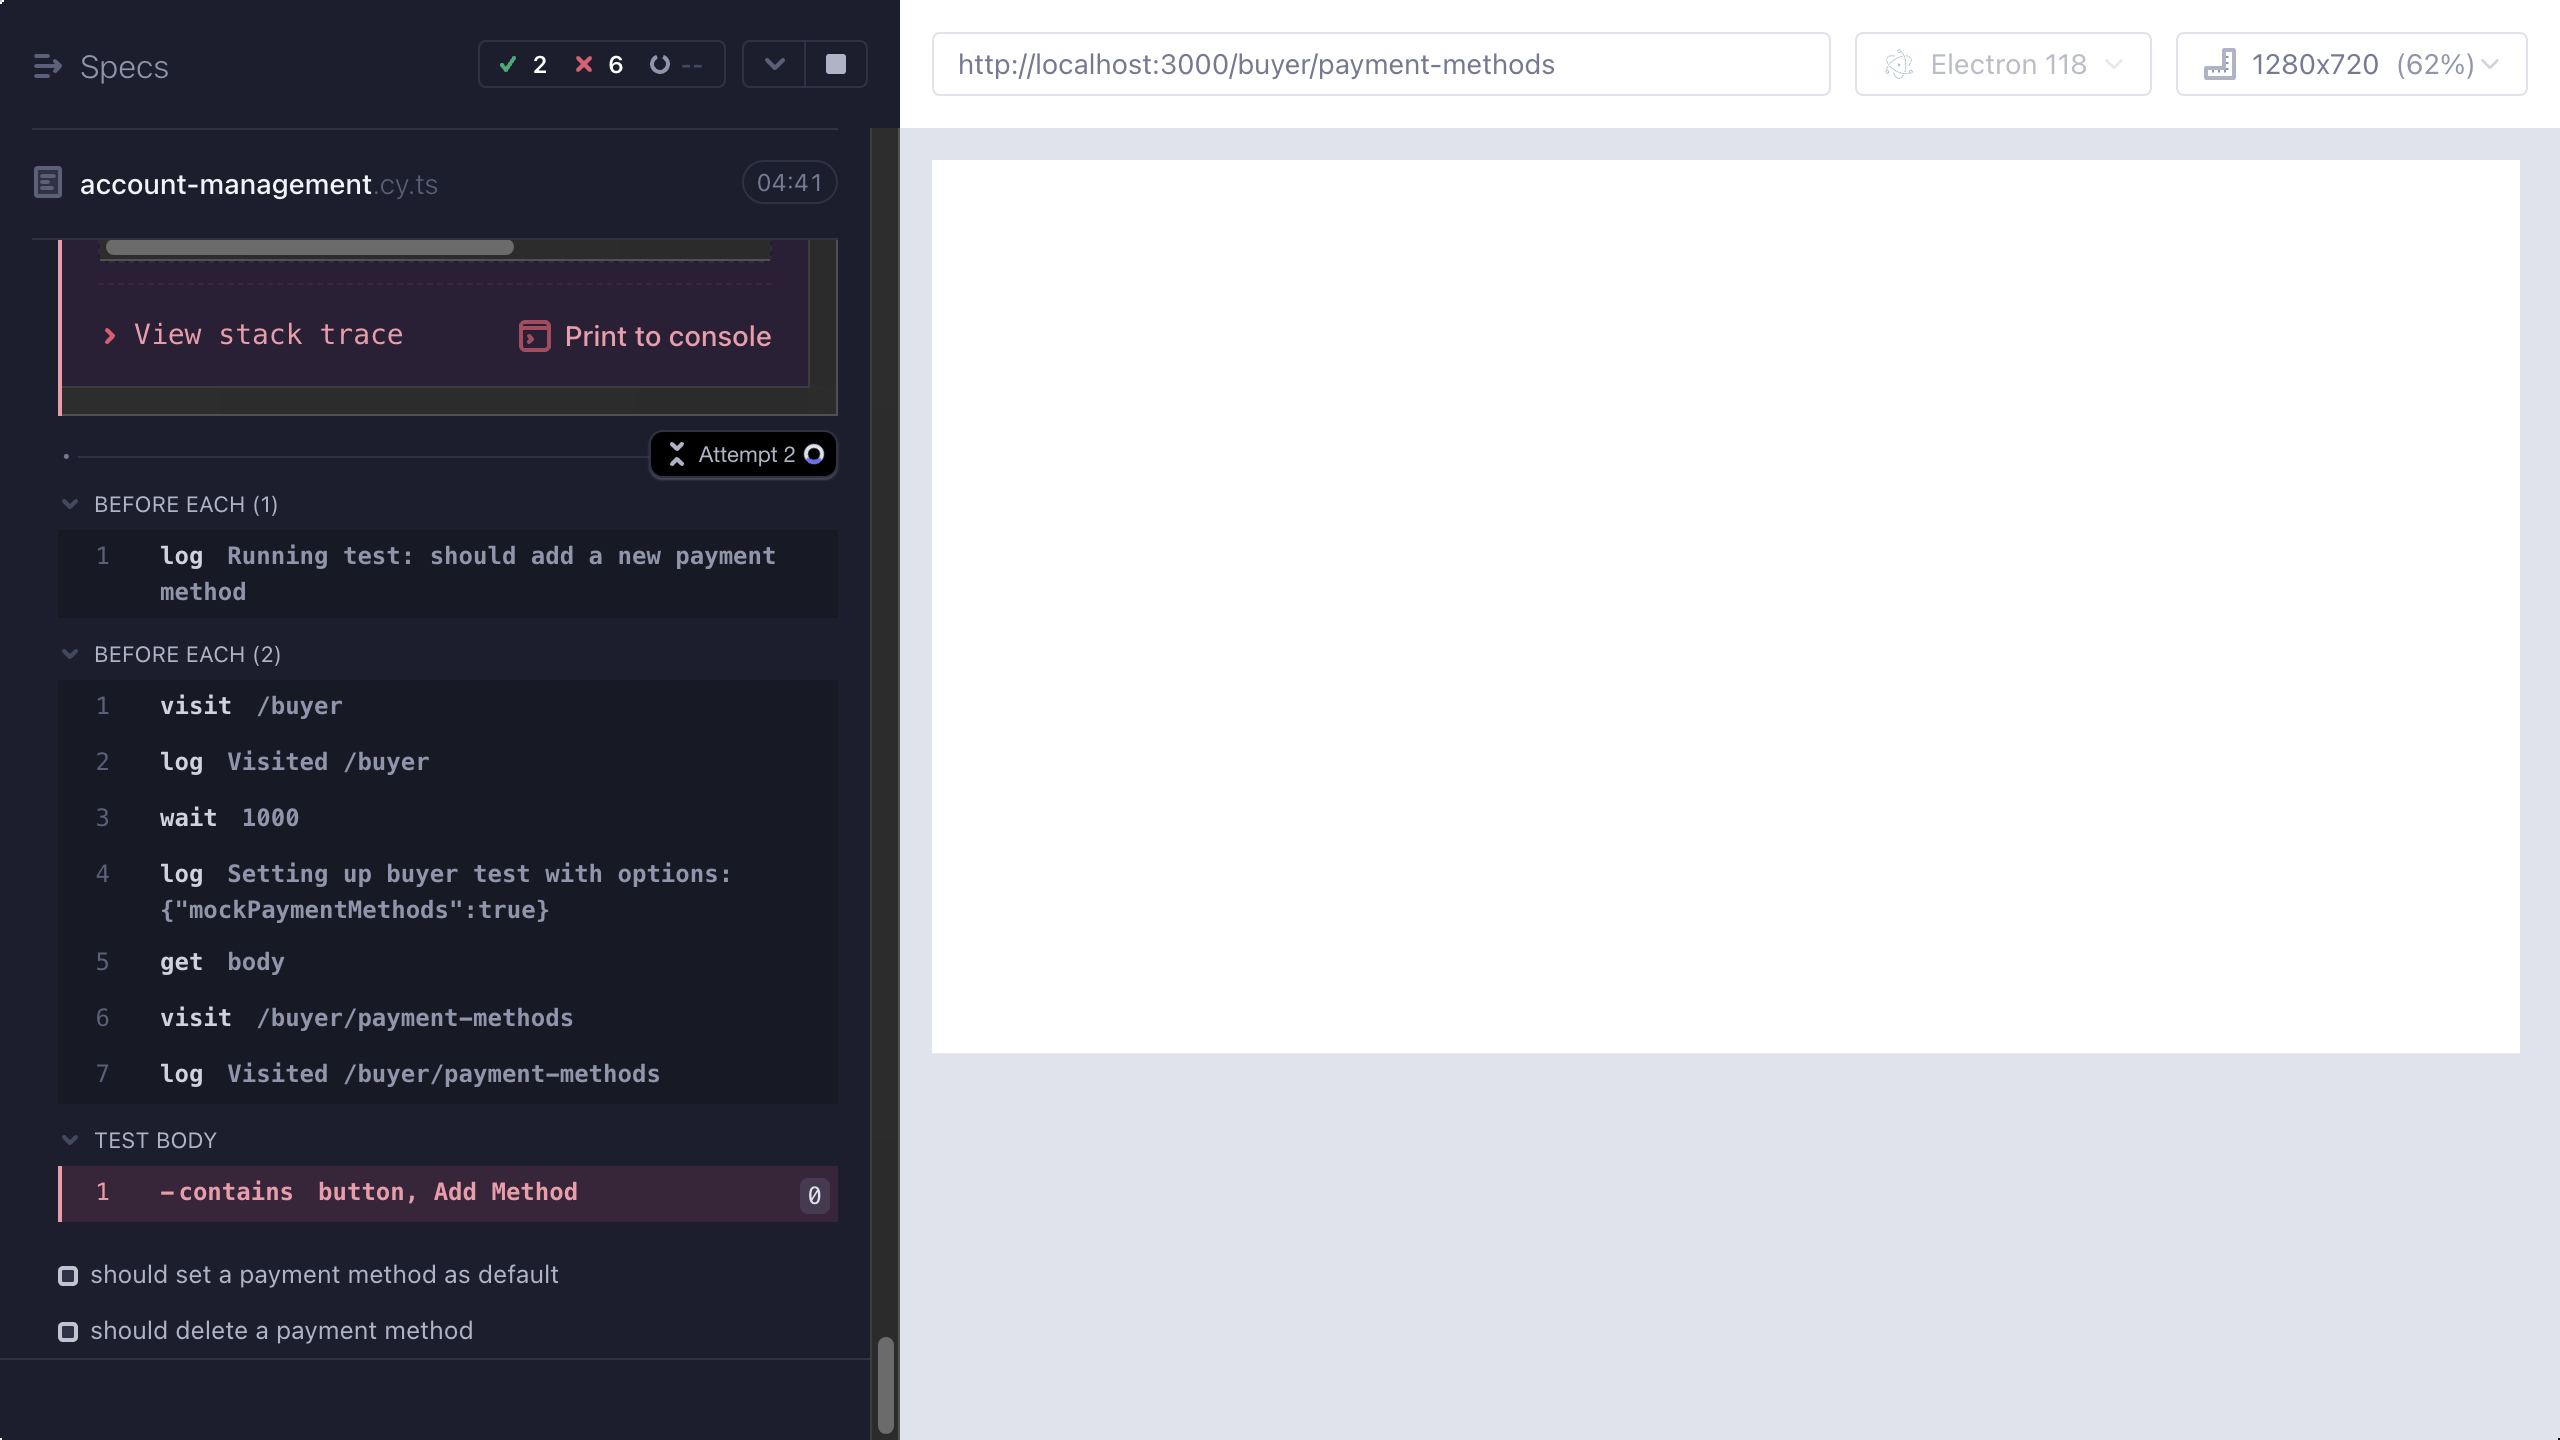 Specs
2
6
--
account-management.cy.ts
04:41
View stack trace
Print to console
Attempt 2
BEFORE EACH (1)
1 log Running test: should add a new payment
method
BEFORE EACH (2)
1 visit /buyer
2 log Visited /buyer
3 wait 1000
4 log Setting up buyer test with options:
{"mockPaymentMethods":true}
5 get body
6 visit /buyer/payment-methods
7 log Visited /buyer/payment-methods
TEST BODY
1 -contains button, Add Method 0
should set a payment method as default
should delete a payment method
http://localhost:3000/buyer/payment-methods
Electron 118
1280x720 (62%)